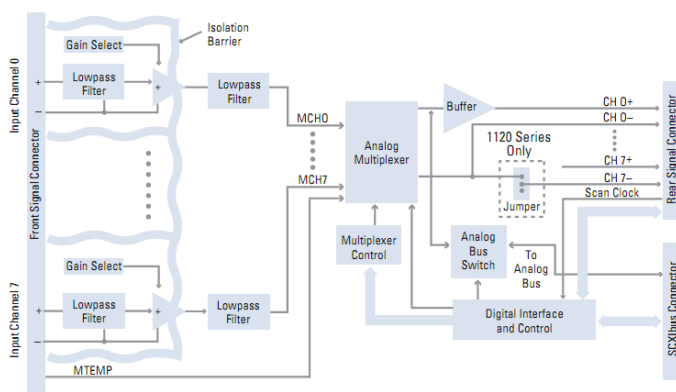 Isolation
Barrier
Gain Select
Input Channel 0
+
Lowpass
Filter
+
–
Lowpass
Filter
MCH0
Analog
Multiplexer
Buffer
CH 0+
CH 0–
1120 Series
Only
CH 7+
CH 7–
Jumper
Scan Clock
Rear Signal Connector
Front Signal Connector
MCH7
Multiplexer
Control
Analog
Bus
Switch
To
Analog
Bus
Digital Interface
and Control
SCXIbus Connector
Gain Select
Input Channel 7
+
Lowpass
Filter
+
–
Lowpass
Filter
MTEMP